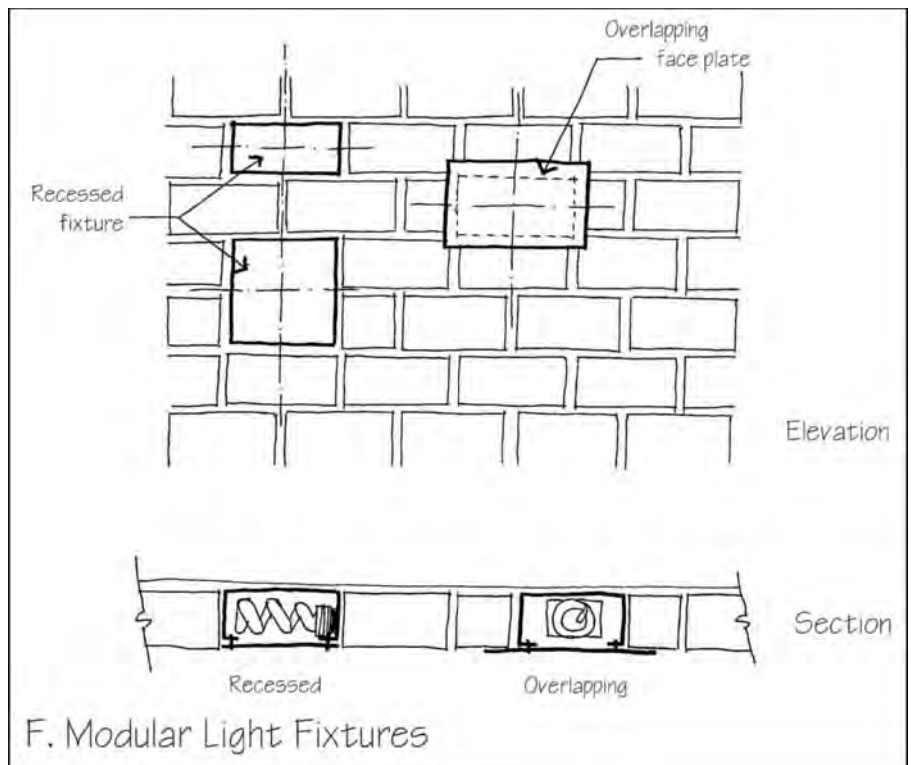 Overlapping
face plate
Recessed
fixture
Elevation
Section
Recessed
Overlapping
F. Modular Light Fixtures